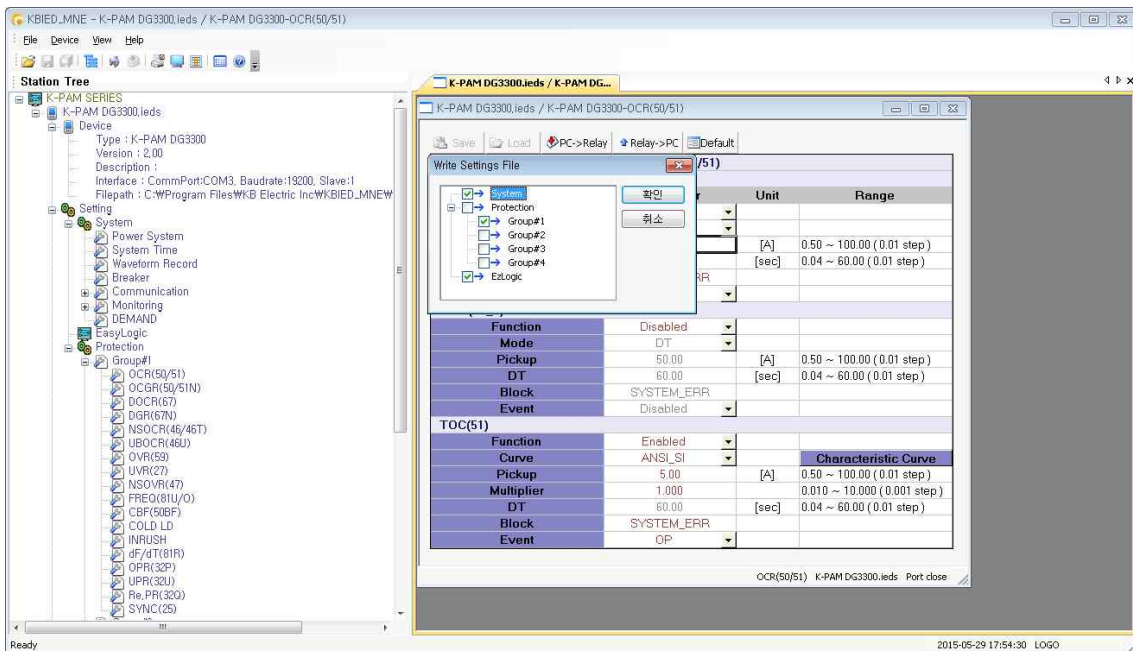 KBIED_MNE - K-PAM DG3300.ieds / K-PAM DG3300-OCR(50/51)
File Device View Help
Station Tree
K-PAM SERIES
K-PAM DG3300.ieds
Device
Type : K-PAM DG3300
Version : 2.00
Description :
Interface : CommPort:COM3, Baudrate:19200, Slave:1
Filepath : C:₩Program Files₩KB Electric Inc₩KBIED_MNE₩
Setting
System
Power System
System Time
Waveform Record
Breaker
Communication
Monitoring
DEMAND
EasyLogic
Protection
Group#1
OCR(50/51)
OCGR(50/51N)
DOCR(67)
DGR(67N)
NSOCR(46/46T)
UBOCR(46U)
OVR(59)
UVR(27)
NSOVR(47)
FREQ(81U/O)
CBF(50BF)
COLD LD
INRUSH
dF/dT(81R)
OPR(32P)
UPR(32U)
Re,PR(32Q)
SYNC(25)
K-PAM DG3300.ieds / K-PAM DG...
K-PAM DG3300.ieds / K-PAM DG3300-OCR(50/51)
Save Load PC->Relay Relay->PC Default
/51)
Unit Range
[A] 0.50 ~ 100.00 ( 0.01 step )
[sec] 0.04 ~ 60.00 ( 0.01 step )
Write Settings File
System
Protection
Group#1
Group#2
Group#3
Group#4
EzLogic
확인
취소
Function Disabled
Mode DT
Pickup 50.00 [A] 0.50 ~ 100.00 ( 0.01 step )
DT 60.00 [sec] 0.04 ~ 60.00 ( 0.01 step )
Block SYSTEM_ERR
Event Disabled
TOC(51)
Function Enabled
Curve ANSI_SI Characteristic Curve
Pickup 5.00 [A] 0.50 ~ 100.00 ( 0.01 step )
Multiplier 1.000 0.010 ~ 10.000 ( 0.001 step )
DT 60.00 [sec] 0.04 ~ 60.00 ( 0.01 step )
Block SYSTEM_ERR
Event OP
OCR(50/51) K-PAM DG3300.ieds Port close
Ready 2015-05-29 17:54:30 LOGO